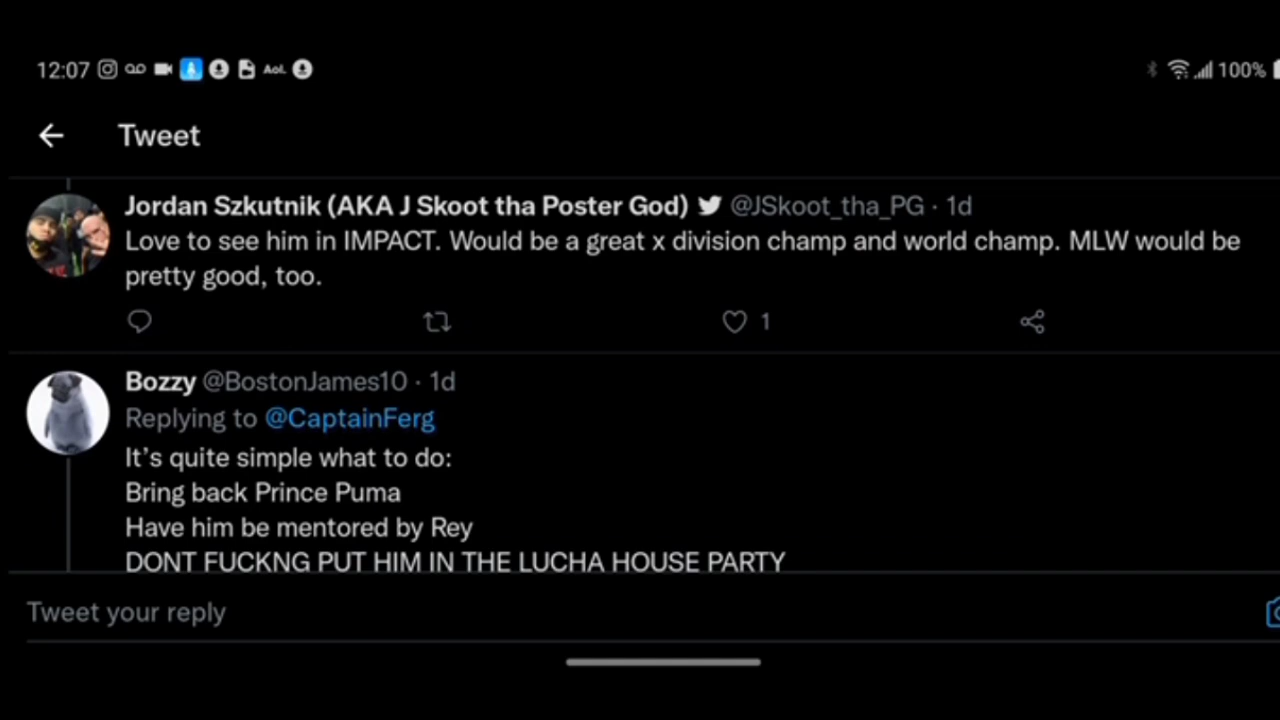 12:07 Aol. 100%
Tweet
Jordan Szkutnik (AKA J Skoot tha Poster God) @JSkoot_tha_PG · 1d
Love to see him in IMPACT. Would be a great x division champ and world champ. MLW would be
pretty good, too.
1
Bozzy @BostonJames10 · 1d
Replying to @CaptainFerg
It's quite simple what to do:
Bring back Prince Puma
Have him be mentored by Rey
DONT FUCKNG PUT HIM IN THE LUCHA HOUSE PARTY
Tweet your reply